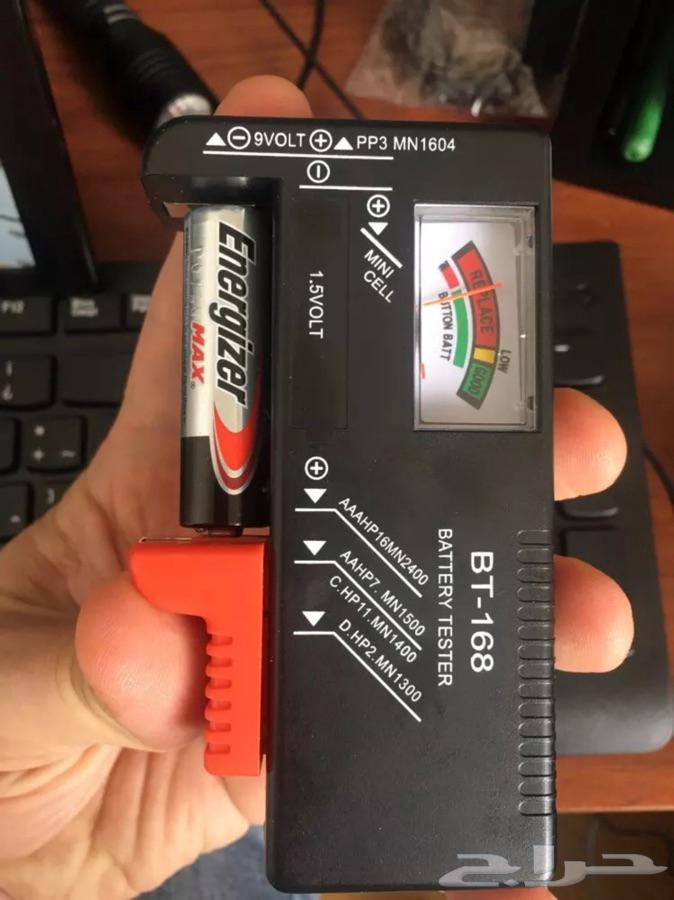 9VOLT
PP3 MN1604
MINI
CELL
1.5VOLT
REPLACE
LOW
GOOD
BUTTON BATT
Energizer
MAX
AAAHP16MN2400
AAHP7. MN1500
C.HP11.MN1400
D.HP2.MN1300
BATTERY TESTER
BT-168
F12
حراج